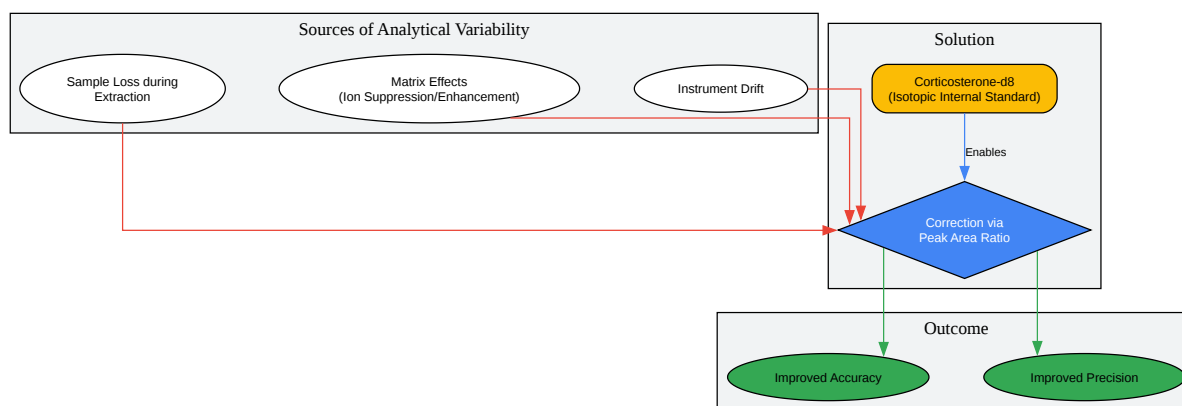 Sources of Analytical Variability
Sample Loss during
Extraction
Matrix Effects
(Ion Suppression/Enhancement)
Instrument Drift
Solution
Corticosterone-d8
(Isotopic Internal Standard)
Enables
Correction via
Peak Area Ratio
Outcome
Improved Accuracy
Improved Precision